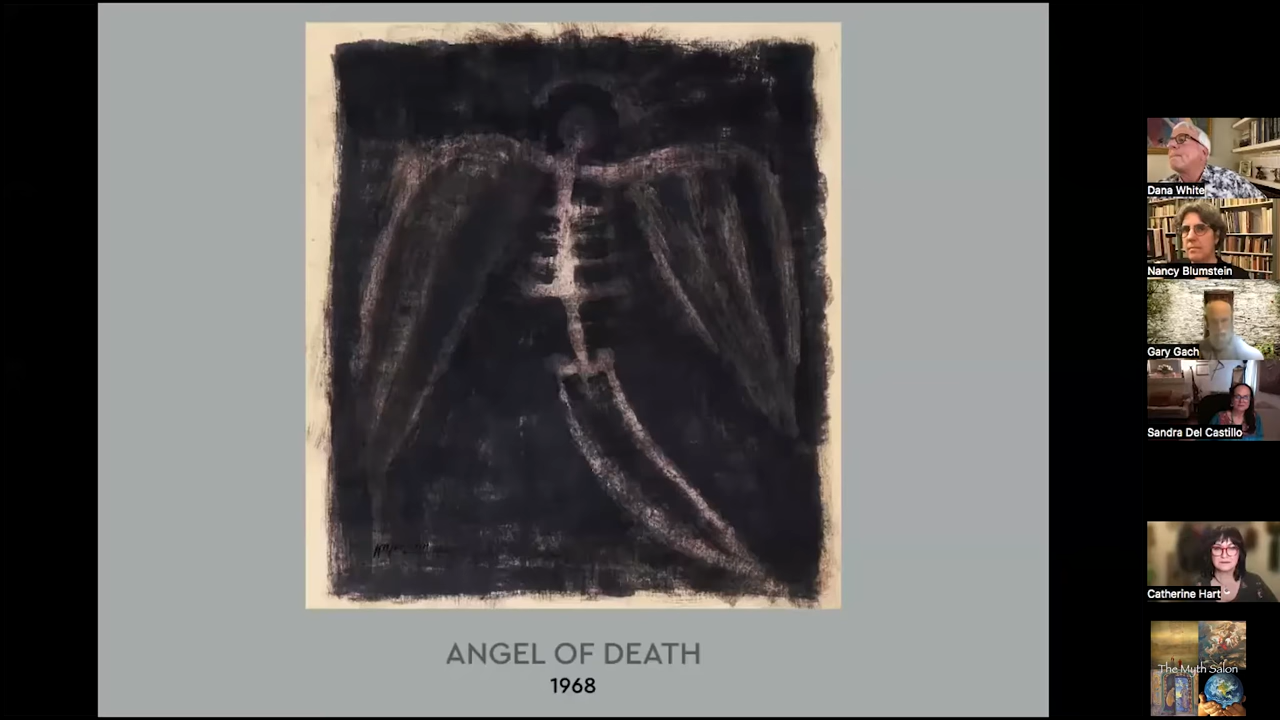 ANGEL OF DEATH
1968
Dana White
Nancy Blumstein
Gary Gach
Sandra Del Castillo
Catherine Hart
The Myth Salon